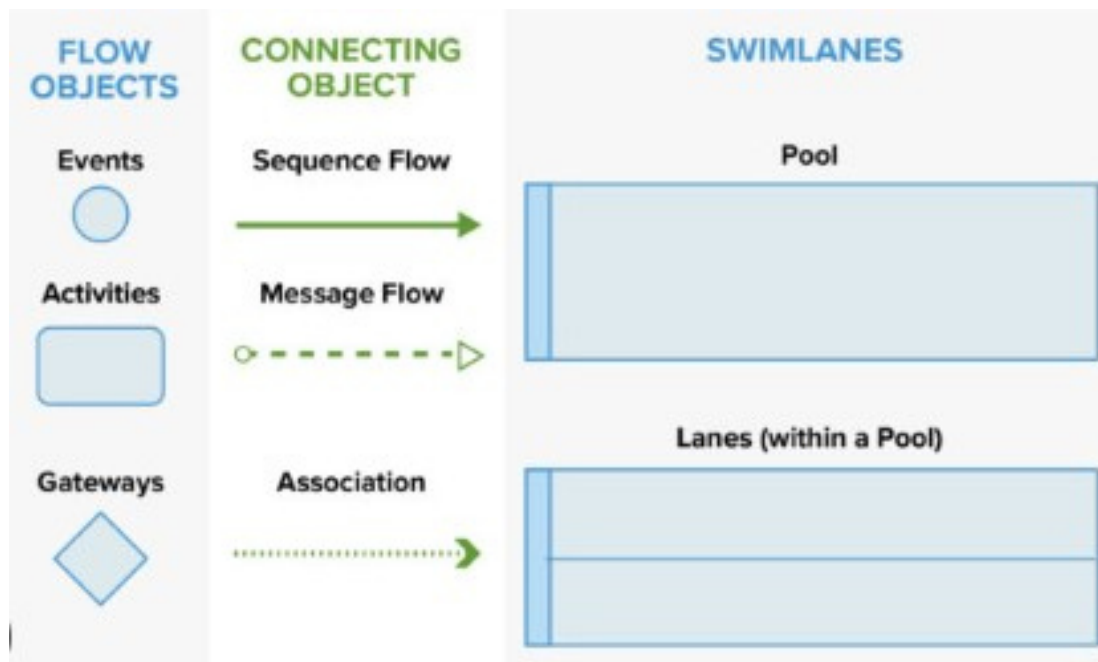 FLOW
OBJECTS
Events
Activities
Gateways
CONNECTING
OBJECT
Sequence Flow
Message Flow
Association
SWIMLANES
Pool
Lanes (within a Pool)